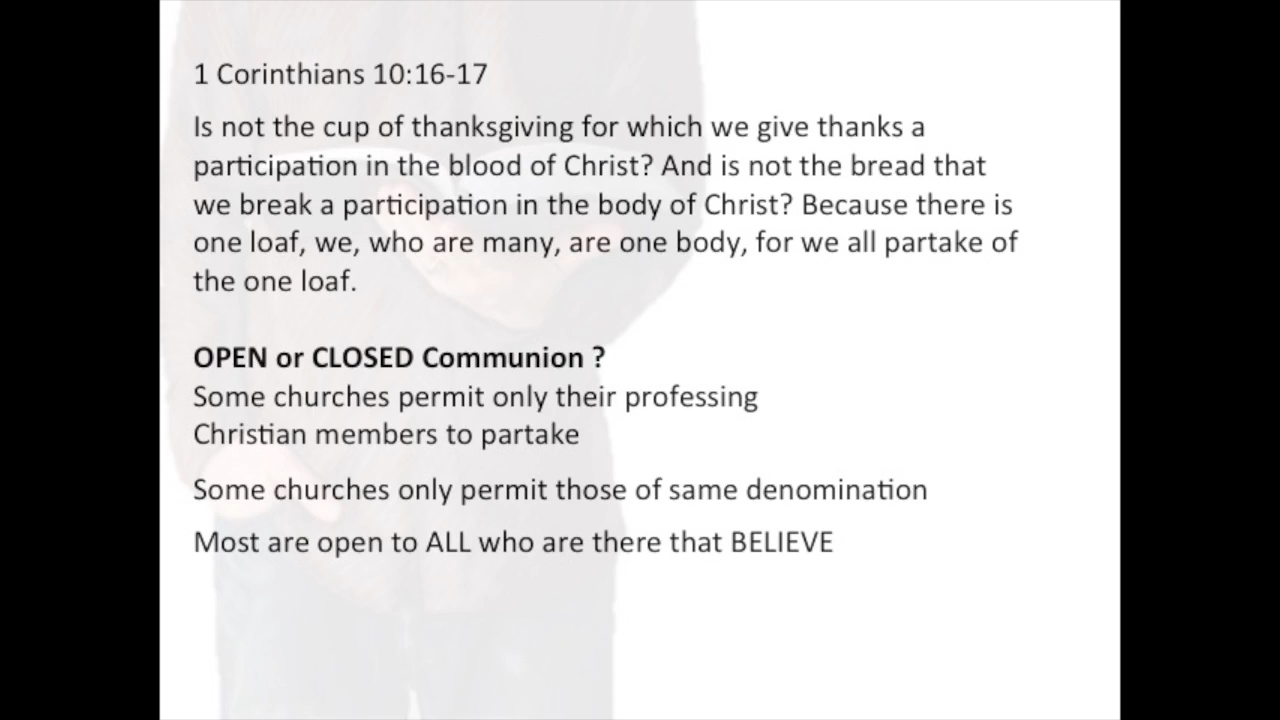 1 Corinthians 10:16-17
Is not the cup of thanksgiving for which we give thanks a
participation in the blood of Christ? And is not the bread that
we break a participation in the body of Christ? Because there is
one loaf, we, who are many, are one body, for we all partake of
the one loaf.
OPEN or CLOSED Communion ?
Some churches permit only their professing
Christian members to partake
Some churches only permit those of same denomination
Most are open to ALL who are there that BELIEVE